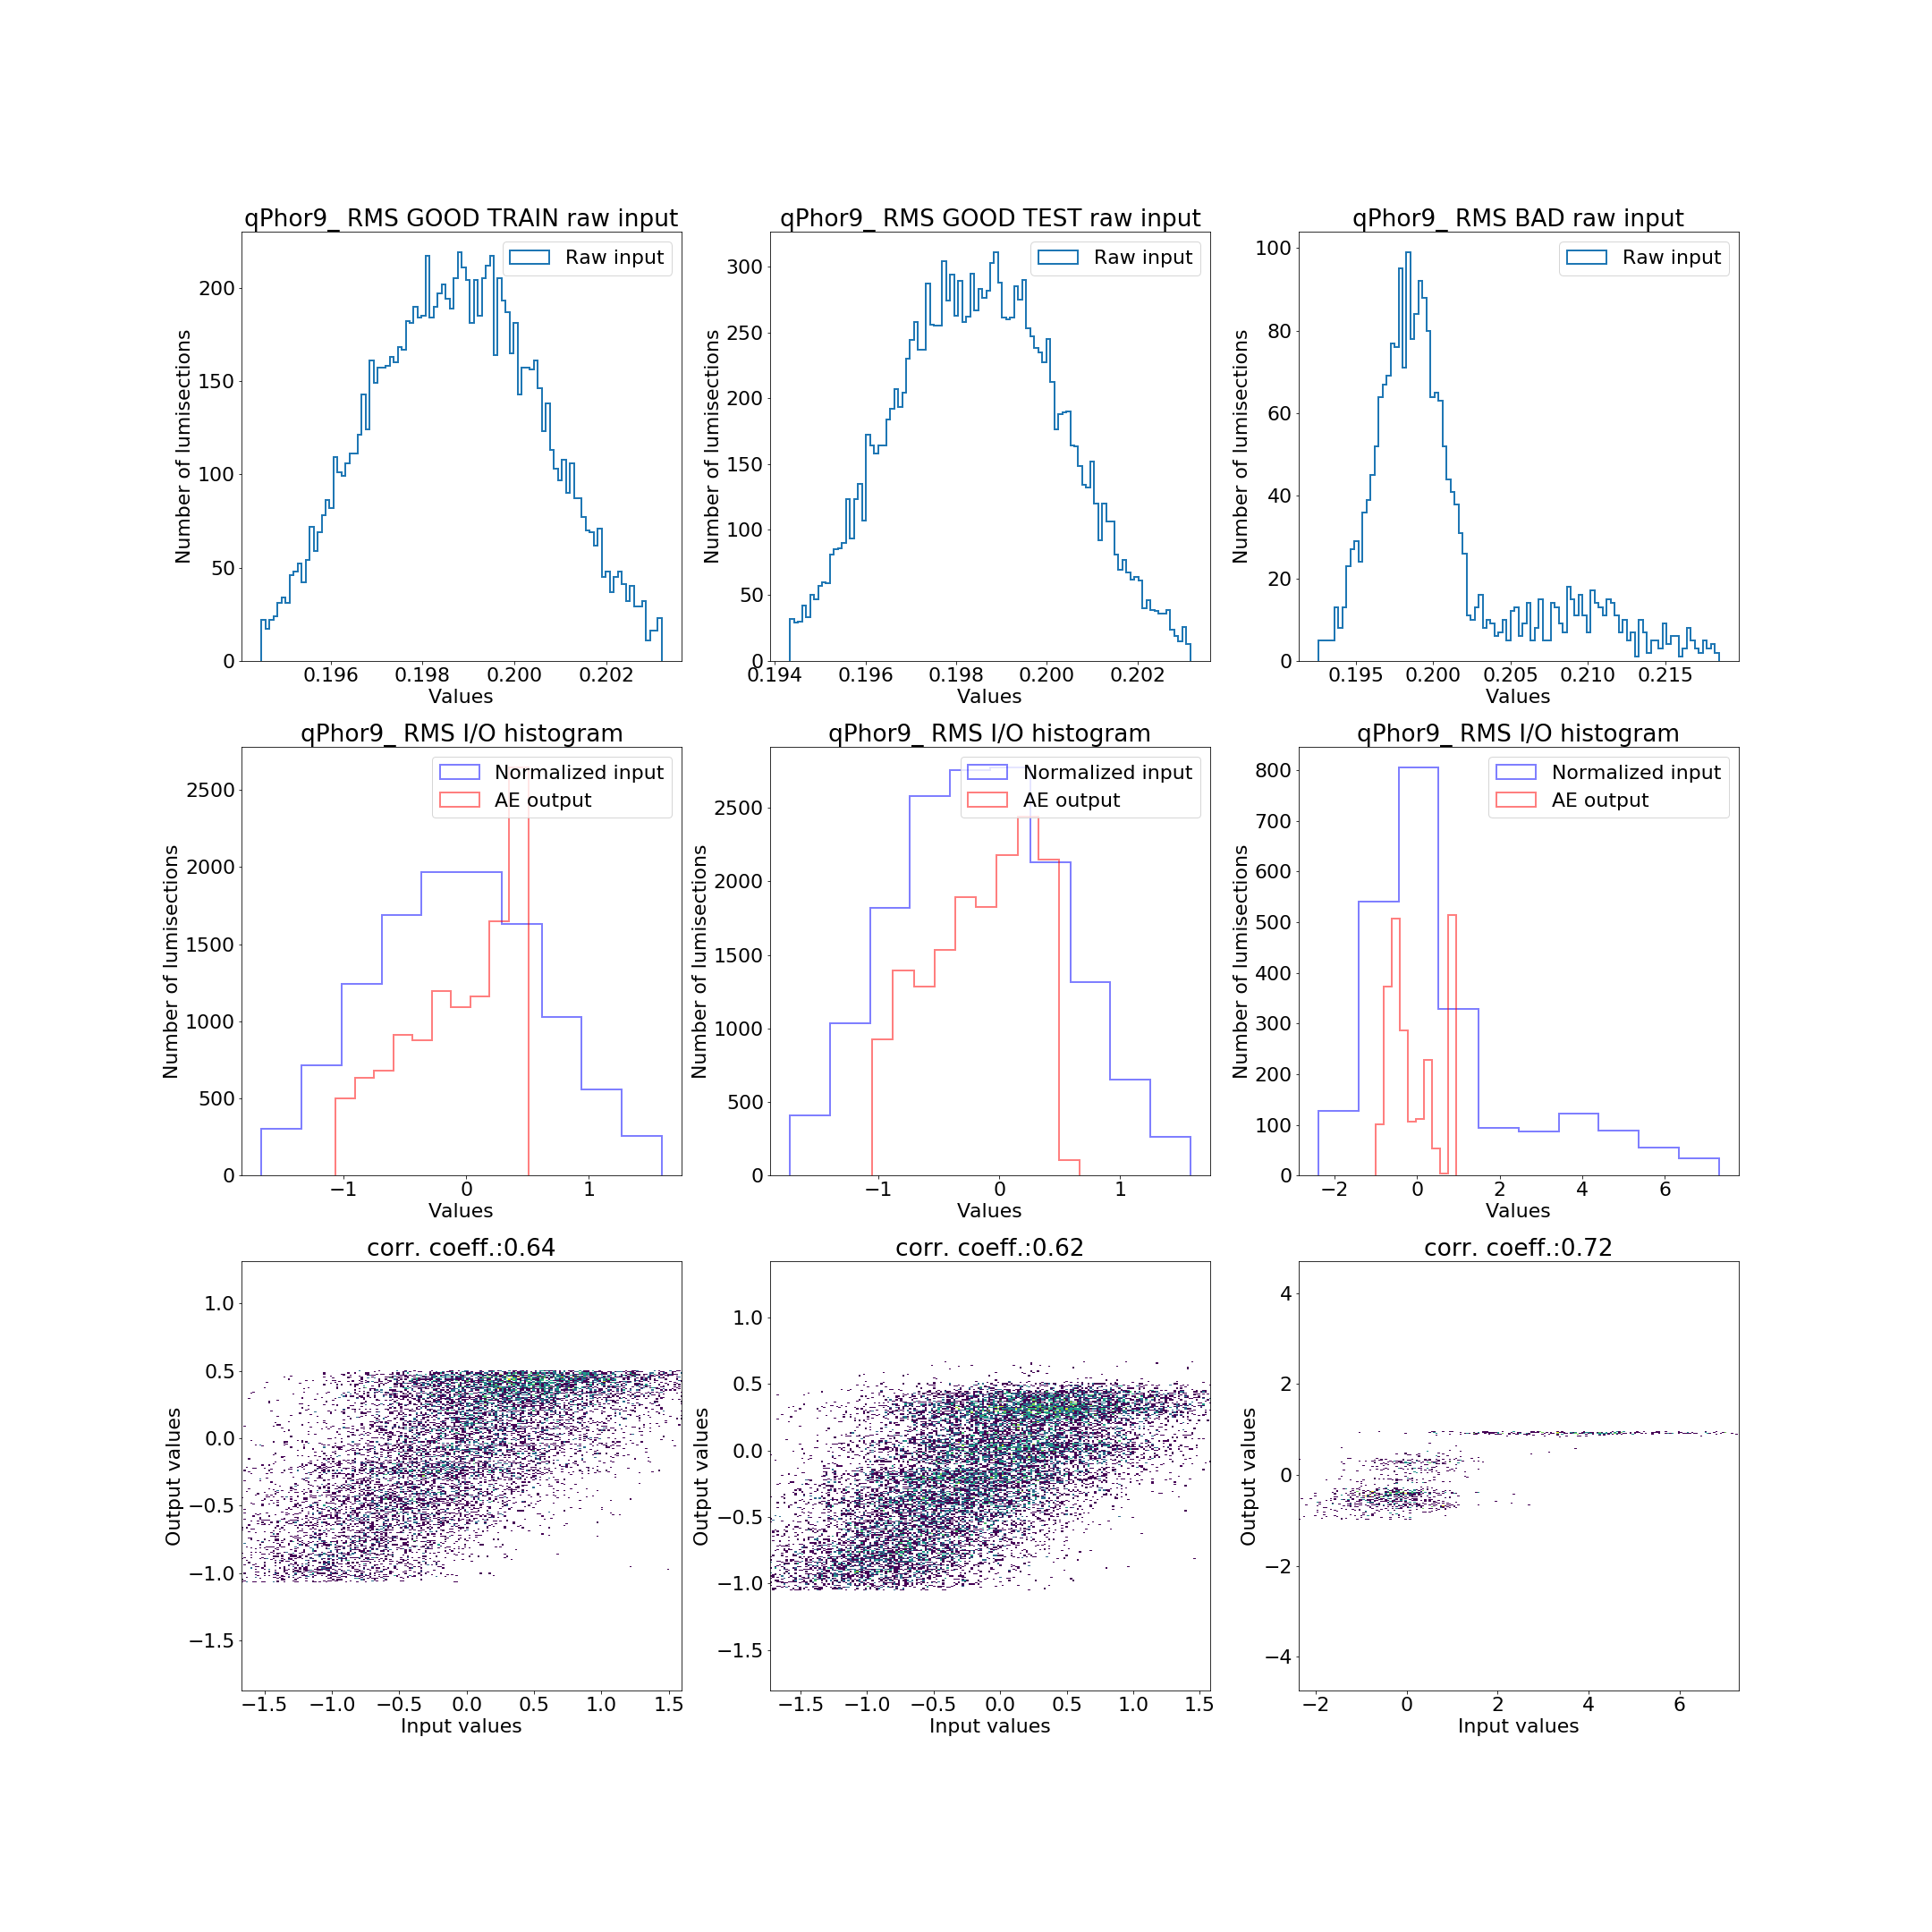 qPhor9_ RMS GOOD TRAIN raw input
Raw input
200
150
100
50
0
0.196 0.198 0.200 0.202
Number of lumisections
Values
qPhor9_ RMS GOOD TEST raw input
Raw input
300
250
200
150
100
50
0
0.194 0.196 0.198 0.200 0.202
Number of lumisections
Values
qPhor9_ RMS BAD raw input
Raw input
100
80
60
40
20
0
0.195 0.200 0.205 0.210 0.215
Number of lumisections
Values
qPhor9_ RMS I/O histogram
Normalized input
AE output
2500
2000
1500
1000
500
0
−1 0 1
Number of lumisections
Values
qPhor9_ RMS I/O histogram
Normalized input
AE output
2500
2000
1500
1000
500
0
−1 0 1
Number of lumisections
Values
qPhor9_ RMS I/O histogram
Normalized input
AE output
800
700
600
500
400
300
200
100
0
−2 0 2 4 6
Number of lumisections
Values
corr. coeff.:0.64
1.0
0.5
0.0
−0.5
−1.0
−1.5
−1.5 −1.0 −0.5 0.0 0.5 1.0 1.5
Output values
Input values
corr. coeff.:0.62
1.0
0.5
0.0
−0.5
−1.0
−1.5
−1.5 −1.0 −0.5 0.0 0.5 1.0 1.5
Output values
Input values
corr. coeff.:0.72
4
2
0
−2
−4
−2 0 2 4 6
Output values
Input values